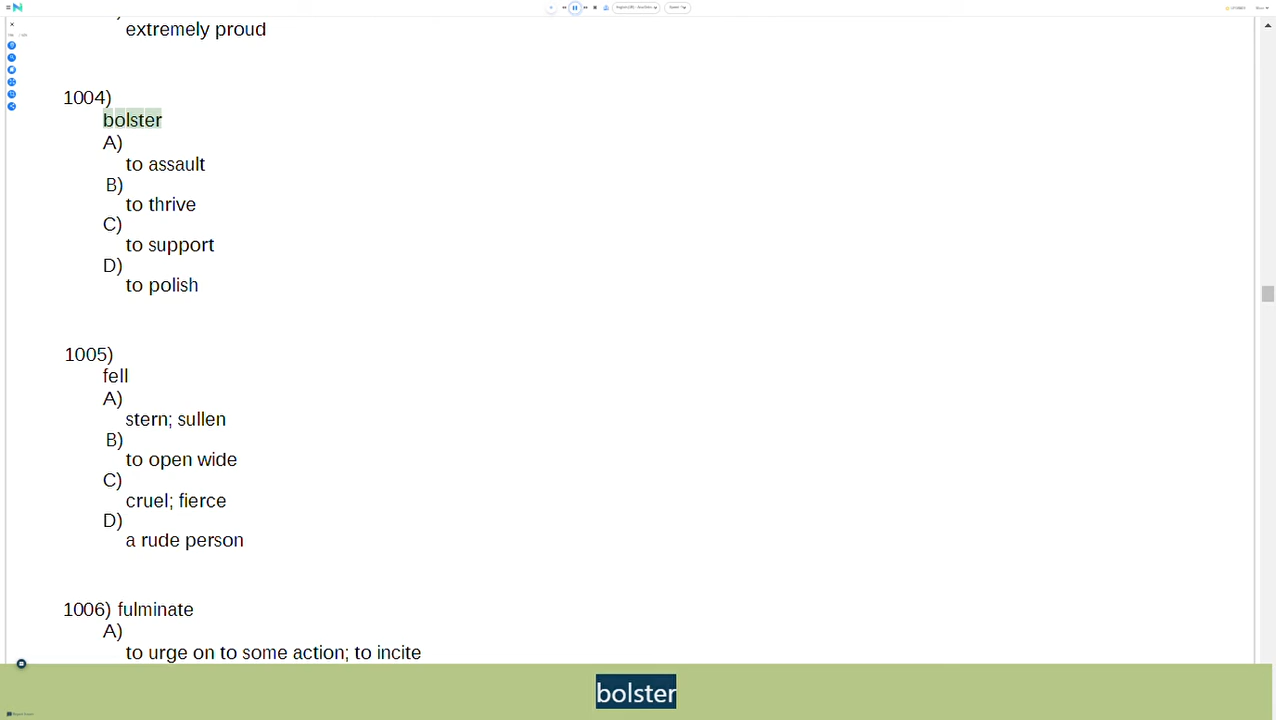 extremely proud
1004)
bolster
A)
to assault
B)
to thrive
C)
to support
D)
to polish
1005)
fell
A)
stern; sullen
B)
to open wide
C)
cruel; fierce
D)
a rude person
1006) fulminate
A)
to urge on to some action; to incite
bolster